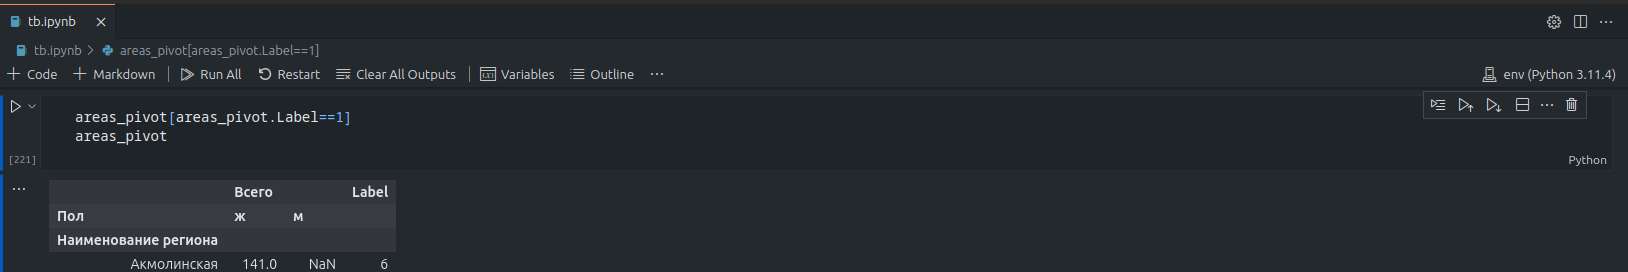 tb.ipynb
tb.ipynb > areas_pivot[areas_pivot.Label==1]
+ Code + Markdown Run All Restart Clear All Outputs Variables Outline ... env (Python 3.11.4)
areas_pivot[areas_pivot.Label==1]
areas_pivot
[221] Python
Всего Label
Пол ж м
Наименование региона
Акмолинская 141.0 NaN 6